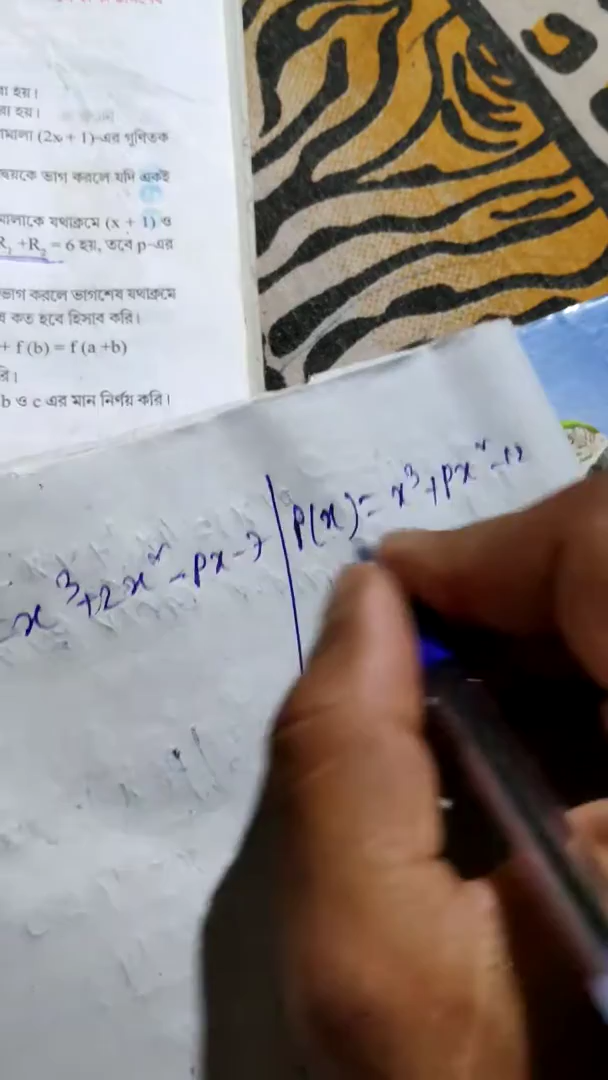 হয়।
হয়।
(2x + 1)-এর গুণিতক
ভাগ করলে যদি একই
যথাক্রমে (x + 1) ও
R₁ +R₂ = 6 হয়, তবে p-এর
ভাগ করলে ভাগশেষ যথাক্রমে
কত হবে হিসাব করি।
+ f (b) = f (a +b)
b ও c এর মান নির্ণয় করি।
x³+2x² -px-7
P(x)= x³+px²